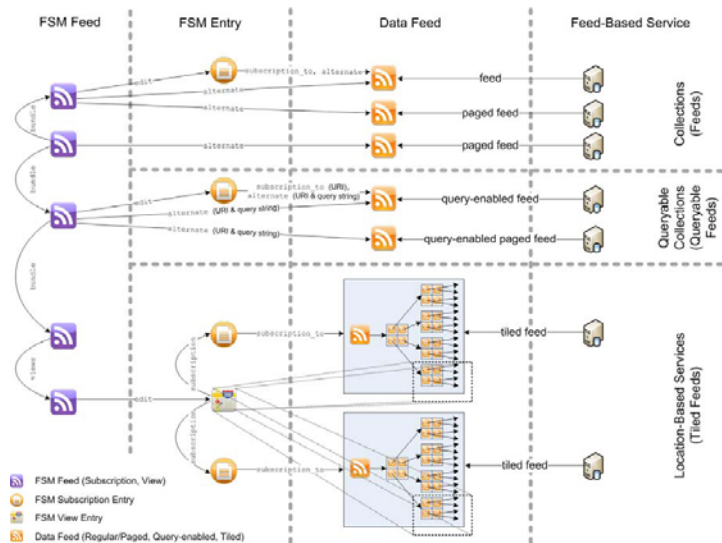 FSM Feed
FSM Entry
Data Feed
Feed-Based Service
edit
subscription_to, alternate
alternate
alternate
feed
paged feed
bundle
alternate
paged feed
Collections
(Feeds)
bundle
edit
subscription_to (URI),
alternate (URI & query string)
alternate (URI & query string)
query-enabled feed
alternate (URI & query string)
query-enabled paged feed
Queryable
Collections
(Queryable
Feeds)
bundle
subscription_to
tiled feed
views
subscription
edit
subscription
subscription_to
tiled feed
Location-Based Services
(Tiled Feeds)
FSM Feed (Subscription, View)
FSM Subscription Entry
FSM View Entry
Data Feed (Regular/Paged, Query-enabled, Tiled)